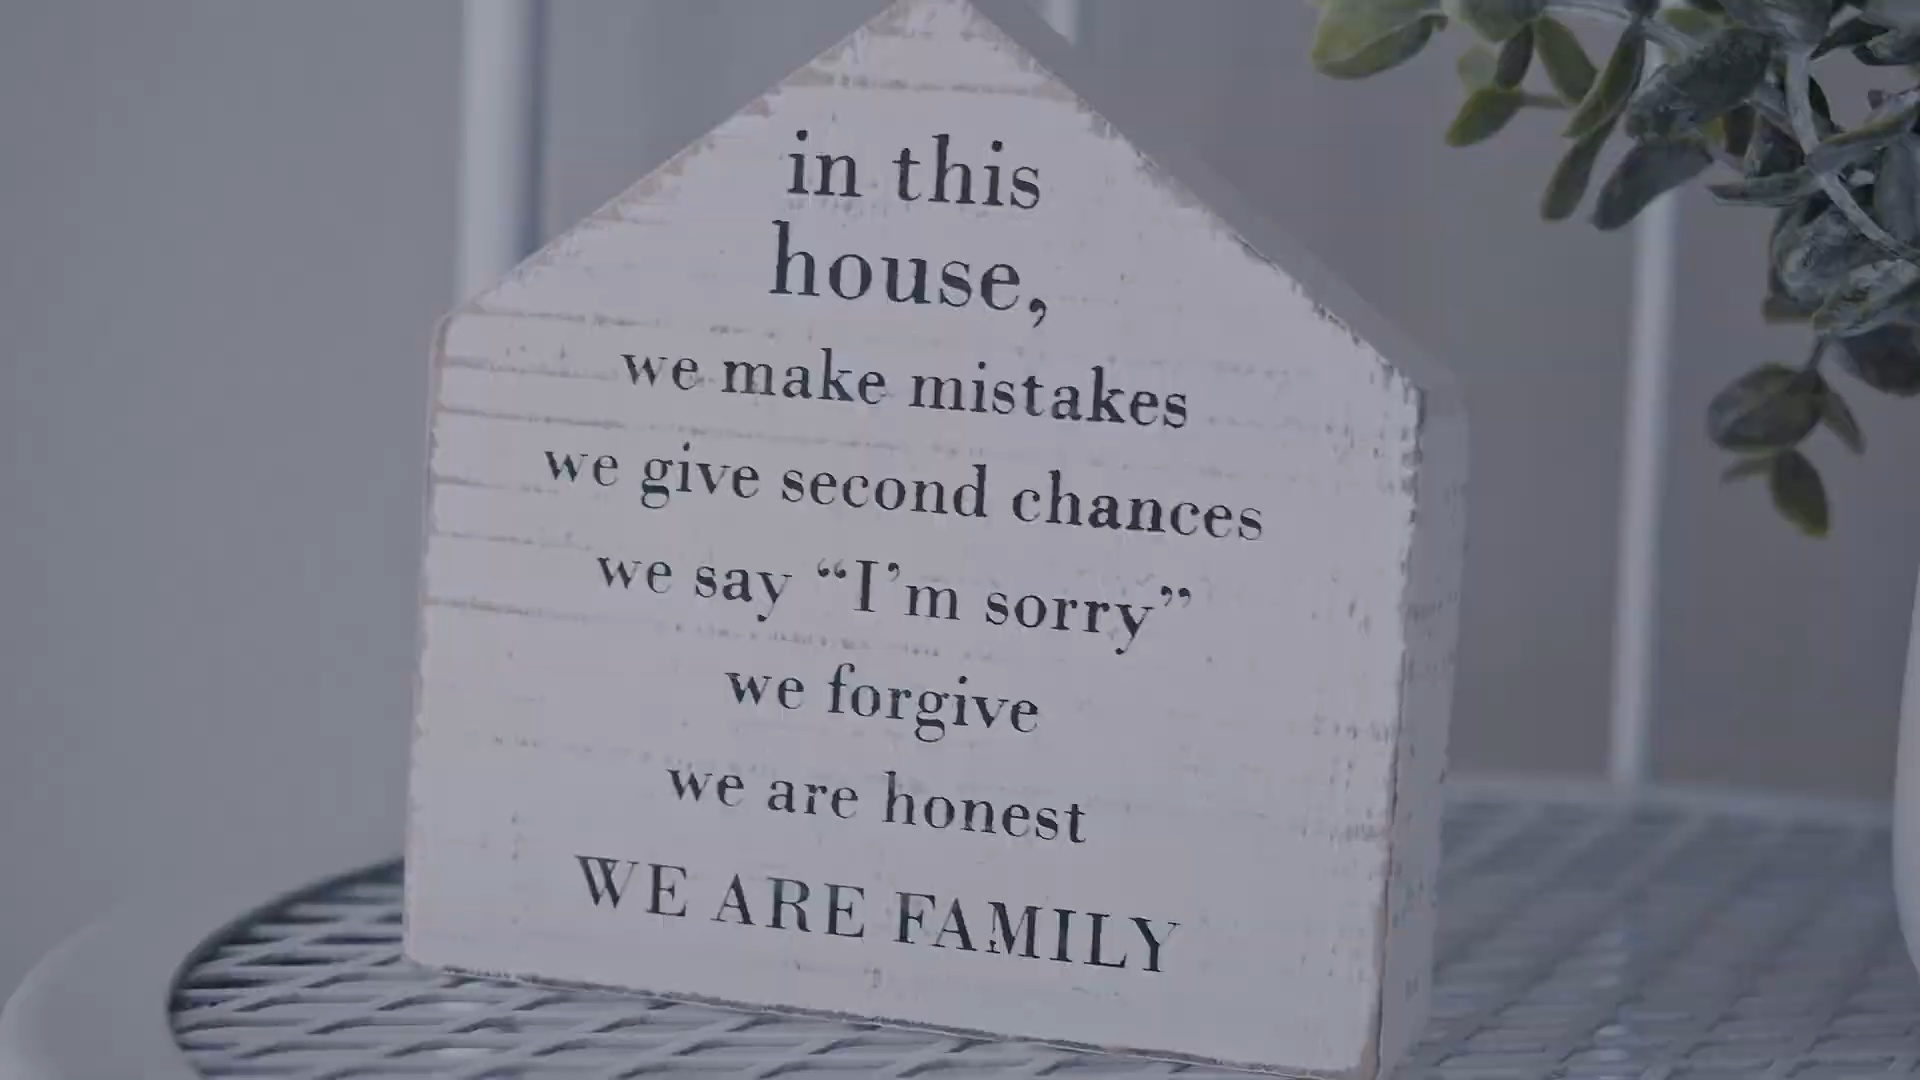 in this
house,
we make mistakes
we give second chances
we say “I’m sorry”
we forgive
we are honest
WE ARE FAMILY